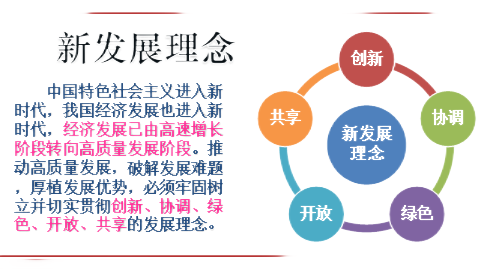 新发展理念
中国特色社会主义进入新
时代，我国经济发展也进入新
时代，经济发展已由高速增长
阶段转向高质量发展阶段。推
动高质量发展，破解发展难题
，厚植发展优势，必须牢固树
立并切实贯彻创新、协调、绿
色、开放、共享的发展理念。
创新
共享
协调
新发展
理念
开放
绿色